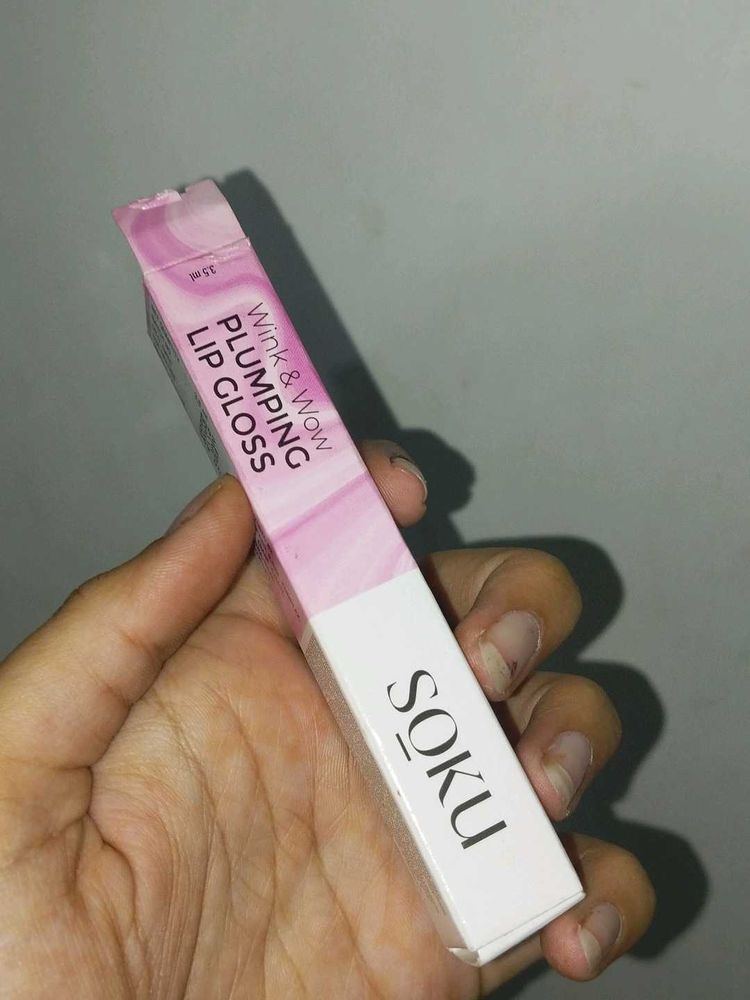 3.5 ml
Wink & Wow
PLUMPING
LIP GLOSS
SOKU